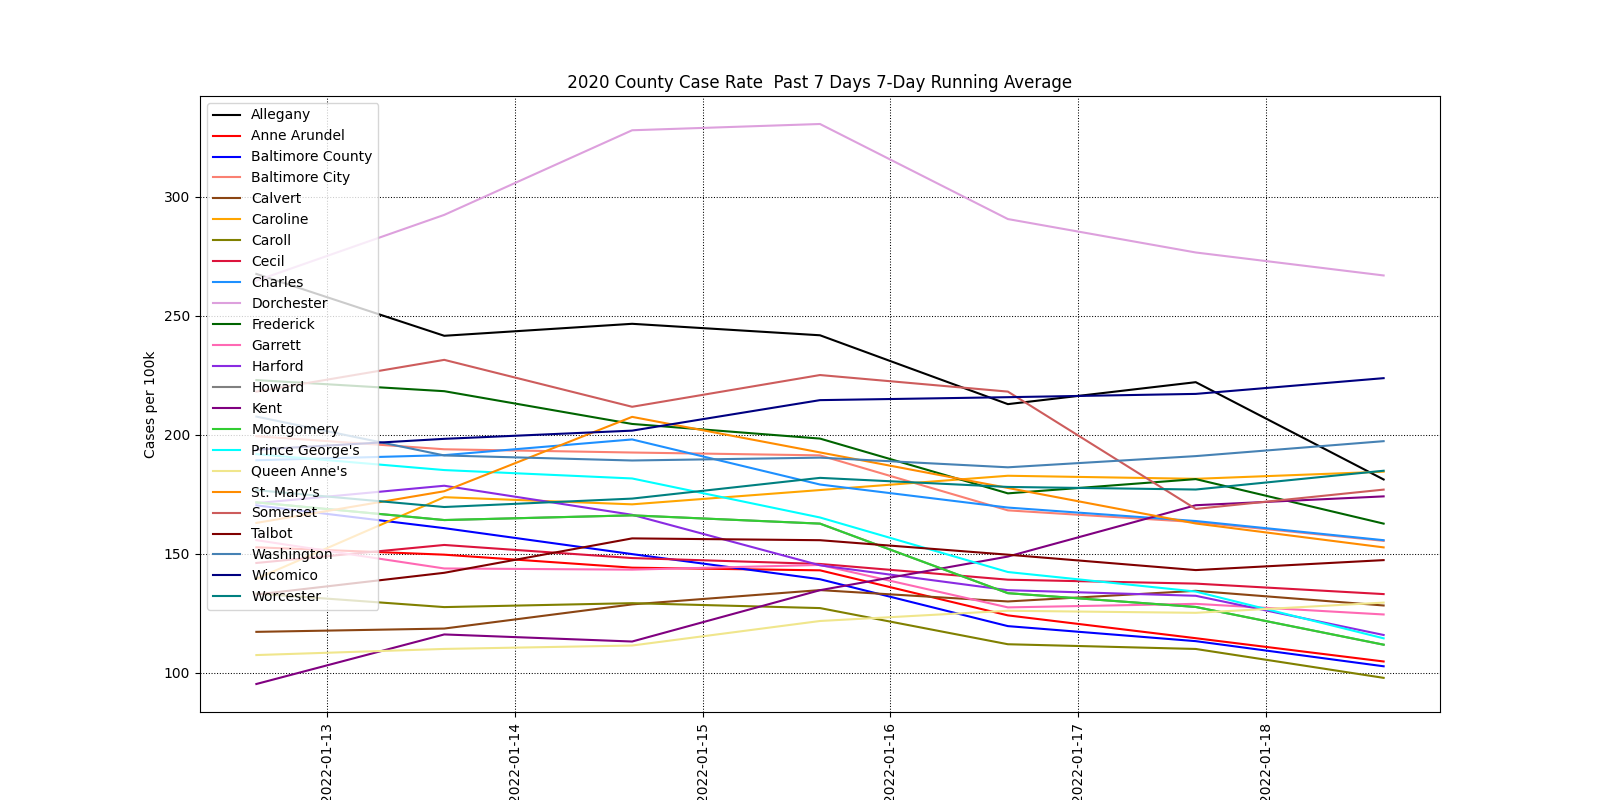 2020 County Case Rate  Past 7 Days 7-Day Running Average
Allegany
Anne Arundel
Baltimore County
Baltimore City
Calvert
Caroline
Caroll
Cecil
Charles
Dorchester
Frederick
Garrett
Harford
Howard
Kent
Montgomery
Prince George's
Queen Anne's
St. Mary's
Somerset
Talbot
Washington
Wicomico
Worcester
Cases per 100k
300
250
200
150
100
2022-01-13
2022-01-14
2022-01-15
2022-01-16
2022-01-17
2022-01-18